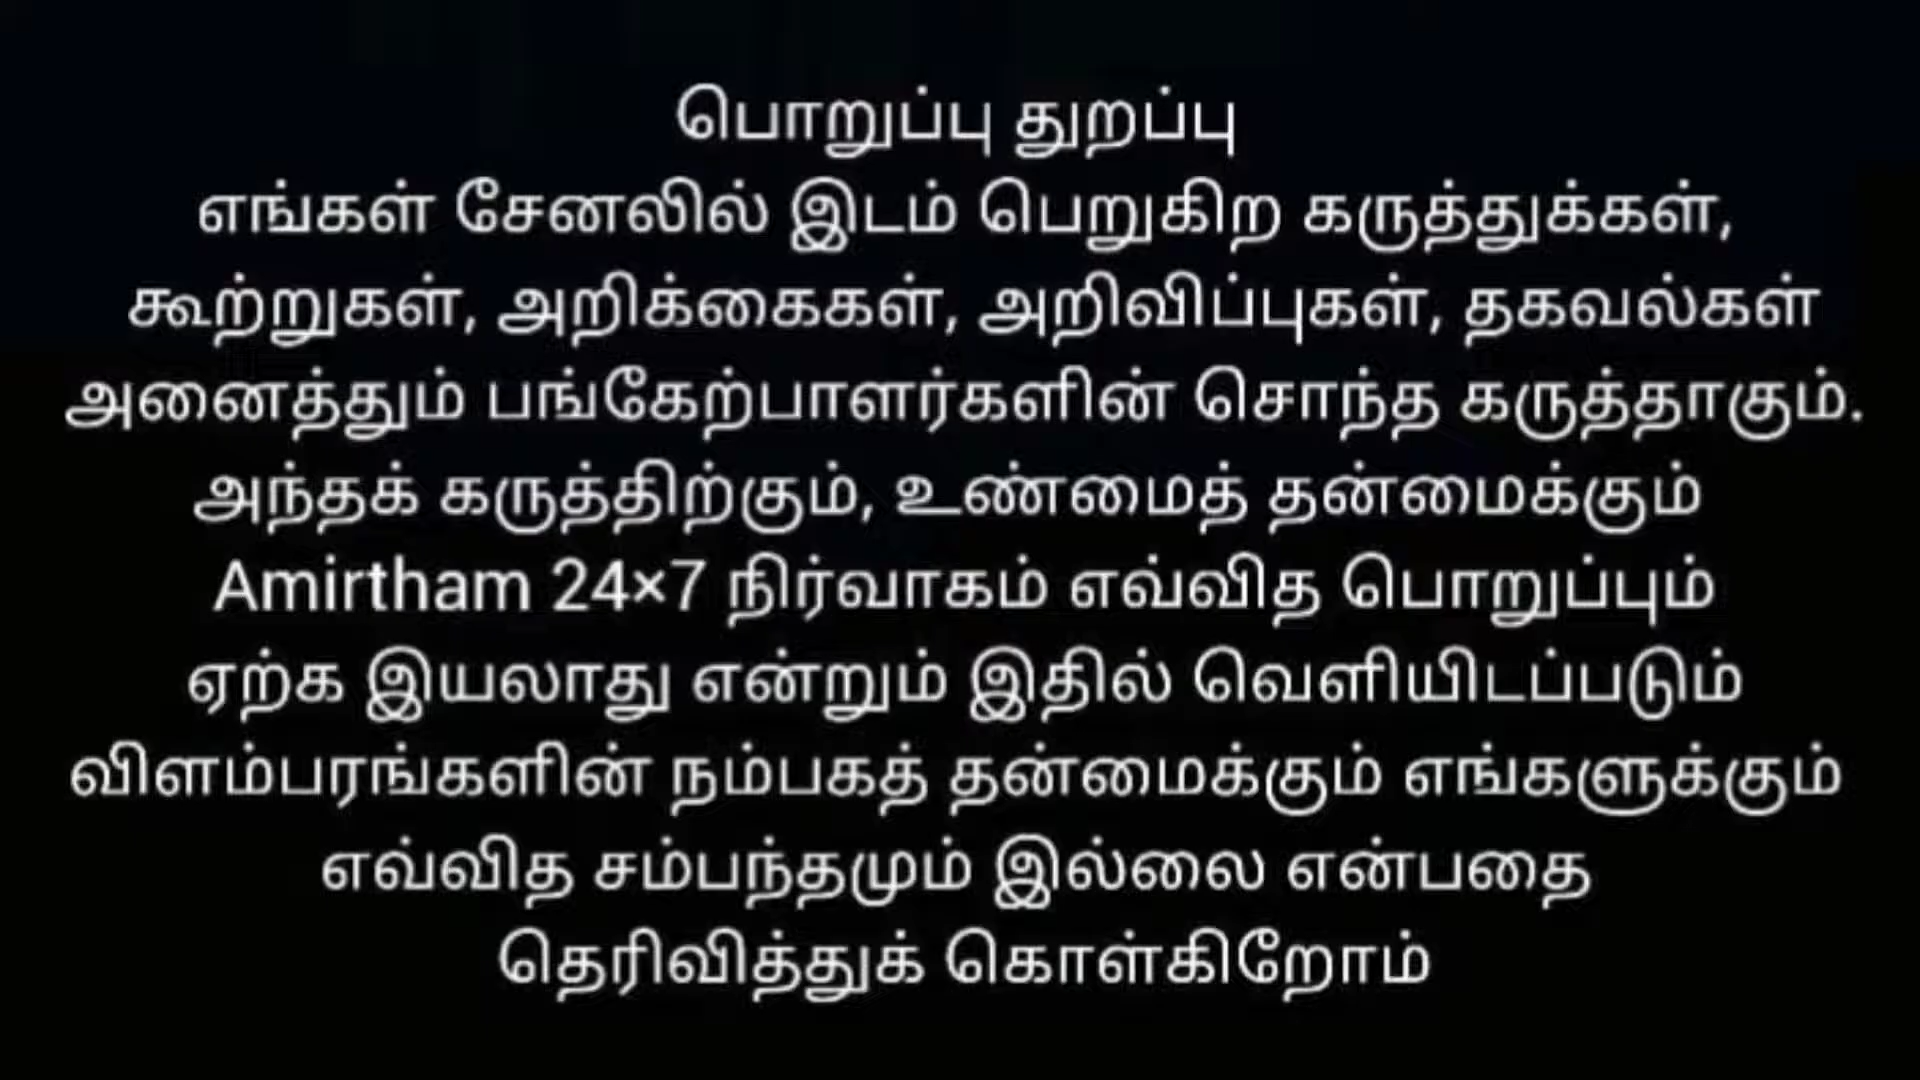 பொறுப்பு துறப்பு
எங்கள் சேனலில் இடம் பெறுகிற கருத்துக்கள்,
கூற்றுகள், அறிக்கைகள், அறிவிப்புகள், தகவல்கள்
அனைத்தும் பங்கேற்பாளர்களின் சொந்த கருத்தாகும்.
அந்தக் கருத்திற்கும், உண்மைத் தன்மைக்கும்
Amirtham 24×7 நிர்வாகம் எவ்வித பொறுப்பும்
ஏற்க இயலாது என்றும் இதில் வெளியிடப்படும்
விளம்பரங்களின் நம்பகத் தன்மைக்கும் எங்களுக்கும்
எவ்வித சம்பந்தமும் இல்லை என்பதை
தெரிவித்துக் கொள்கிறோம்